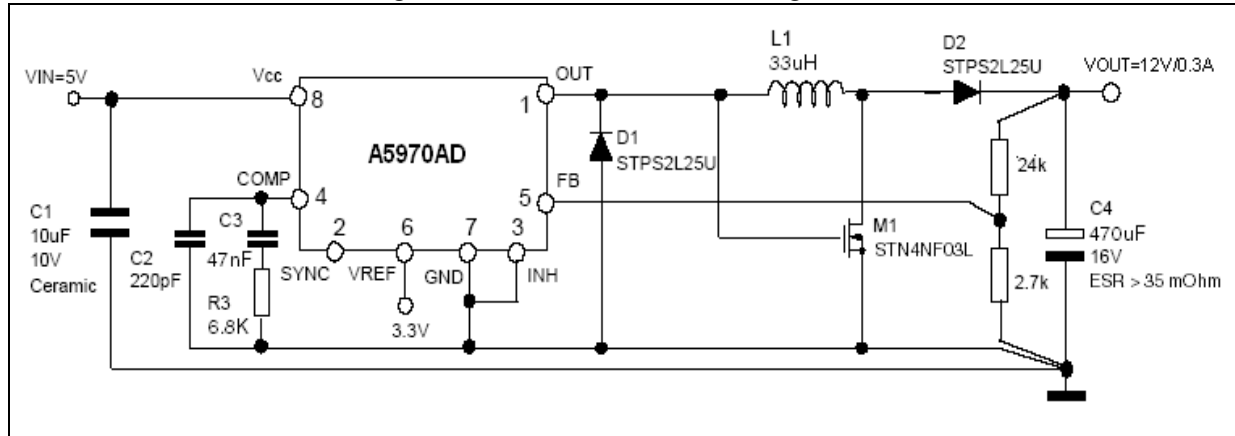 VIN=5V
Vcc
8
OUT
1
A5970AD
COMP
4
FB
5
2
6
7
3
SYNC
VREF
GND
INH
3.3V
C1
10uF
10V
Ceramic
C2
220pF
C3
47nF
R3
6.8K
D1
STPS2L25U
L1
33uH
D2
STPS2L25U
VOUT=12V/0.3A
M1
STN4NF03L
24k
2.7k
C4
470uF
16V
ESR > 35 mOhm